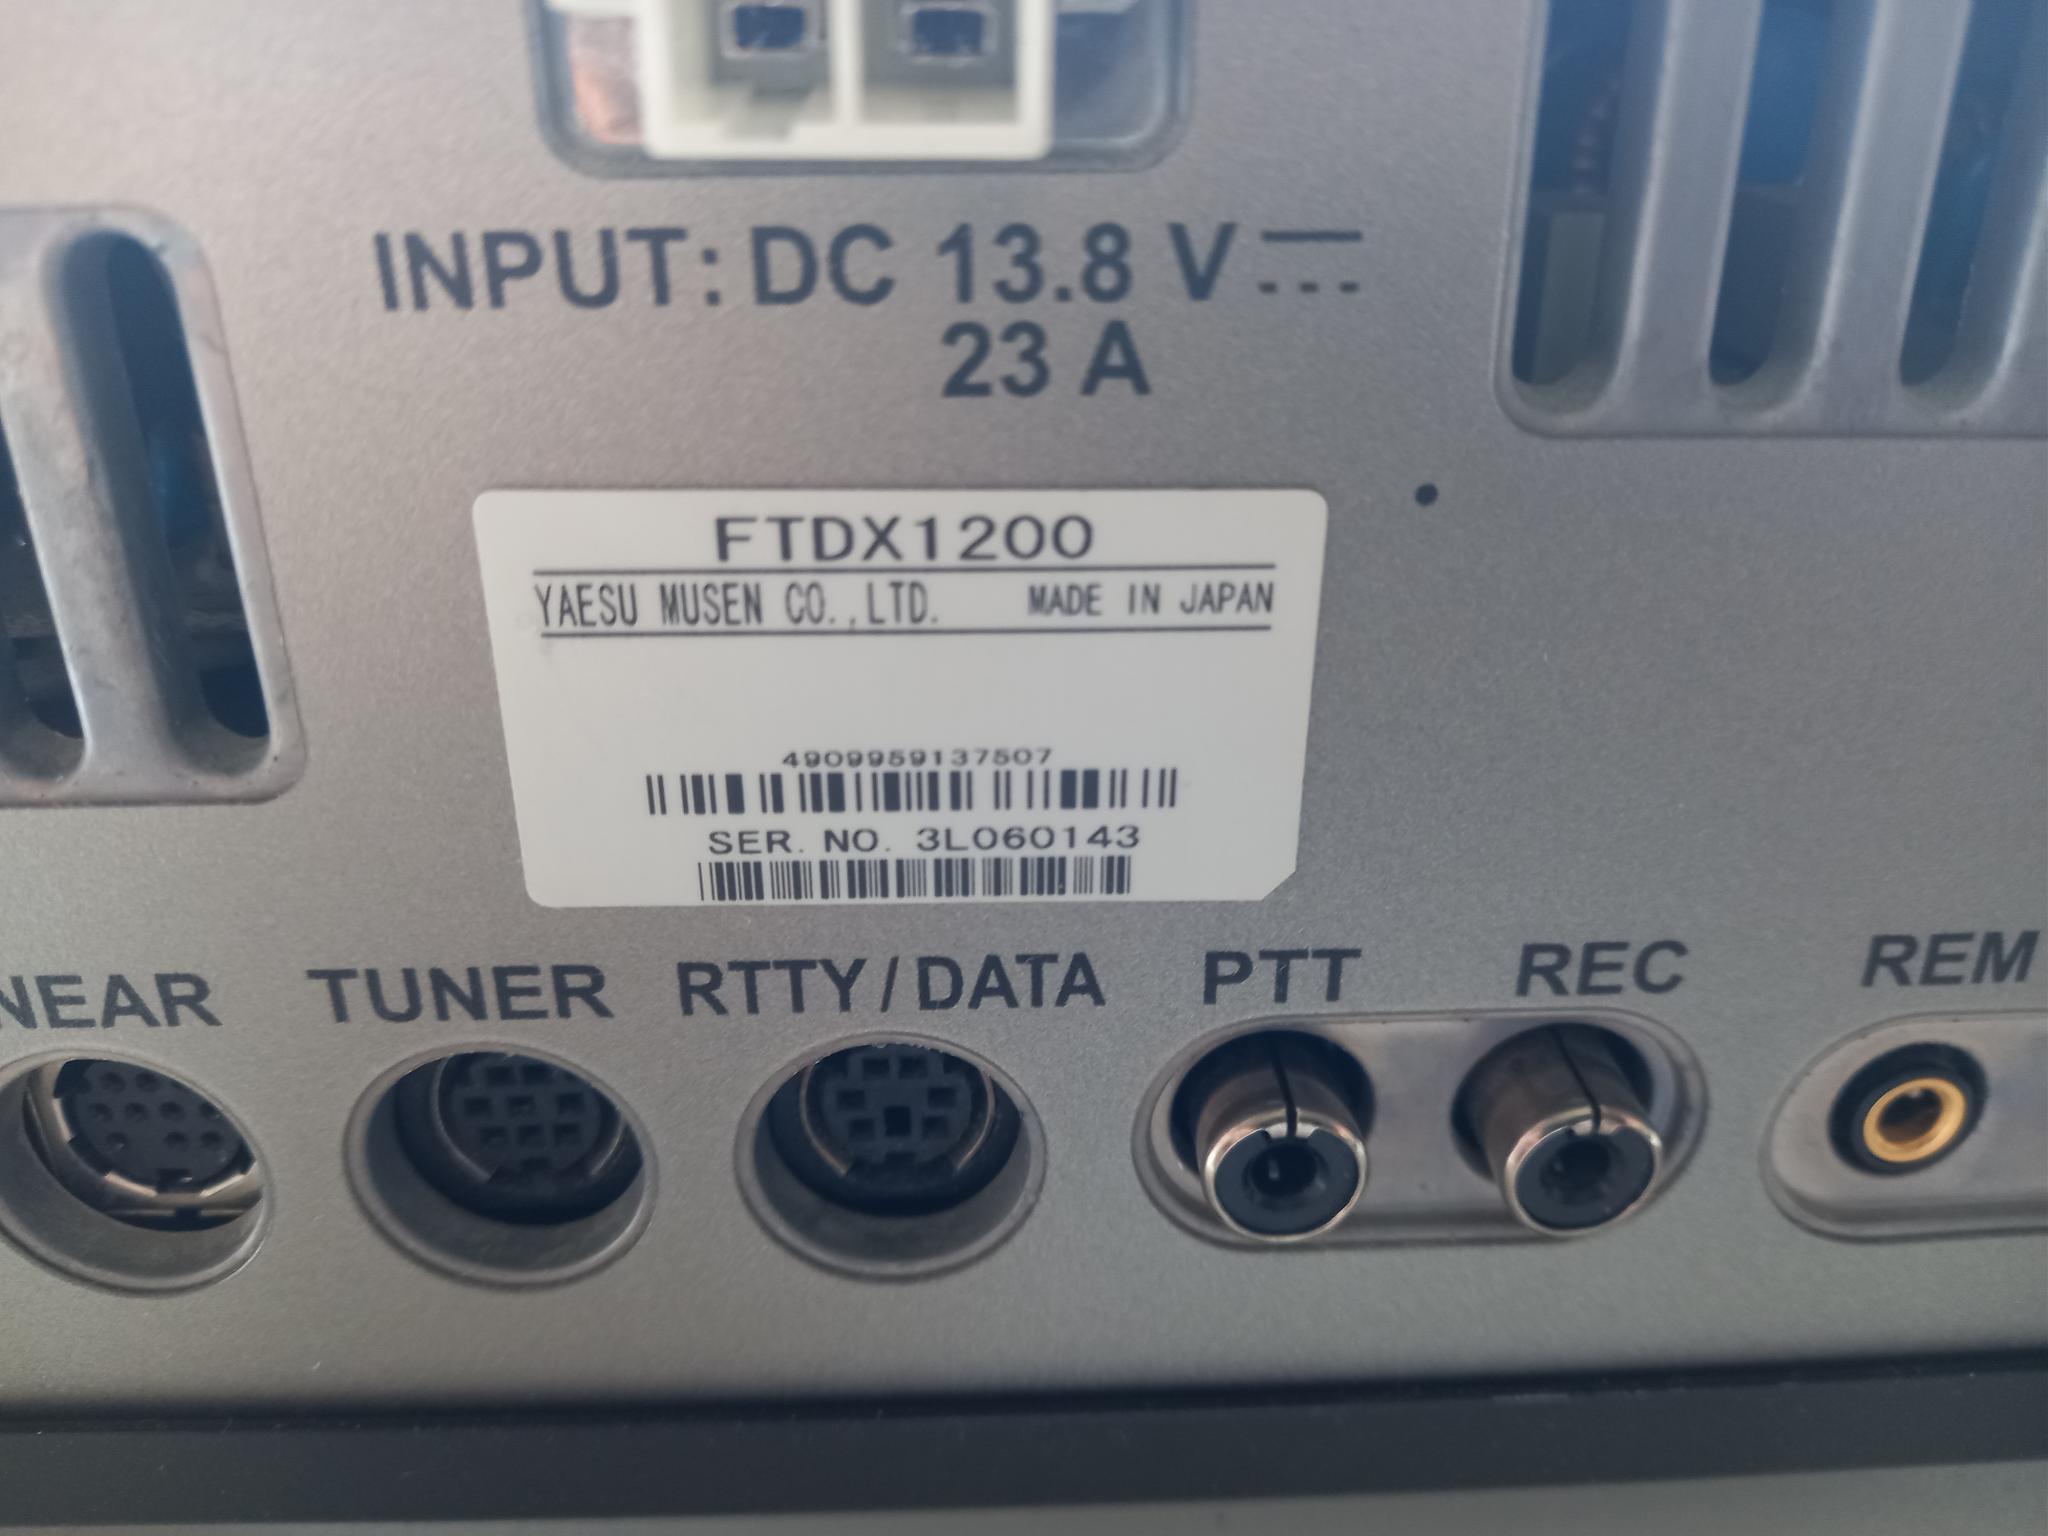 INPUT: DC 13.8 V
23 A
FTDX1200
YAESU MUSEN CO.,LTD. MADE IN JAPAN
4909959137507
SER. NO. 3L060143
NEAR TUNER RTTY/DATA PTT REC REM